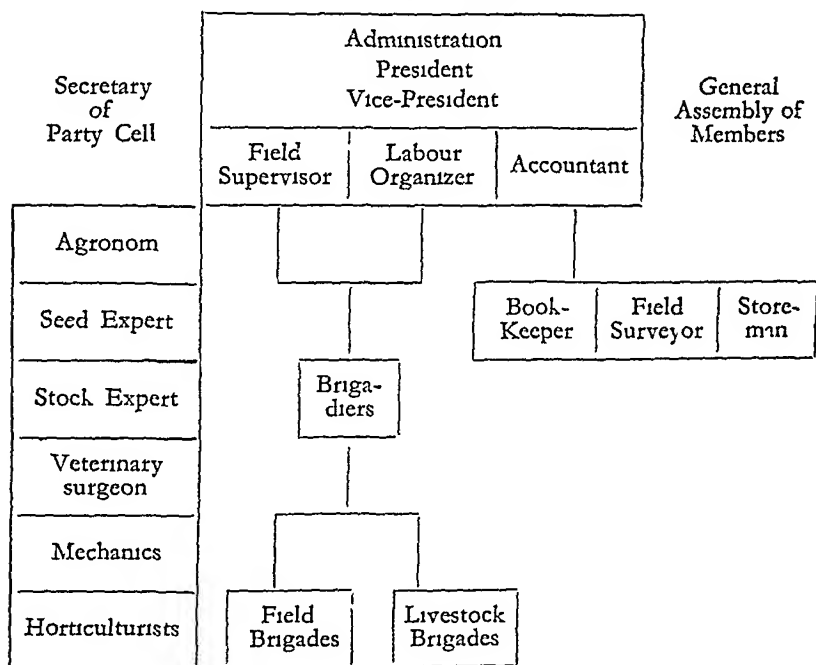 Administration
President
Vice-President
Secretary
of
Party Cell
General
Assembly of
Members
Field
Supervisor
Labour
Organizer
Accountant
Agronom
Seed Expert
Stock Expert
Veterinary
surgeon
Mechanics
Horticulturists
Book-
Keeper
Field
Surveyor
Store-
man
Briga-
diers
Field
Brigades
Livestock
Brigades